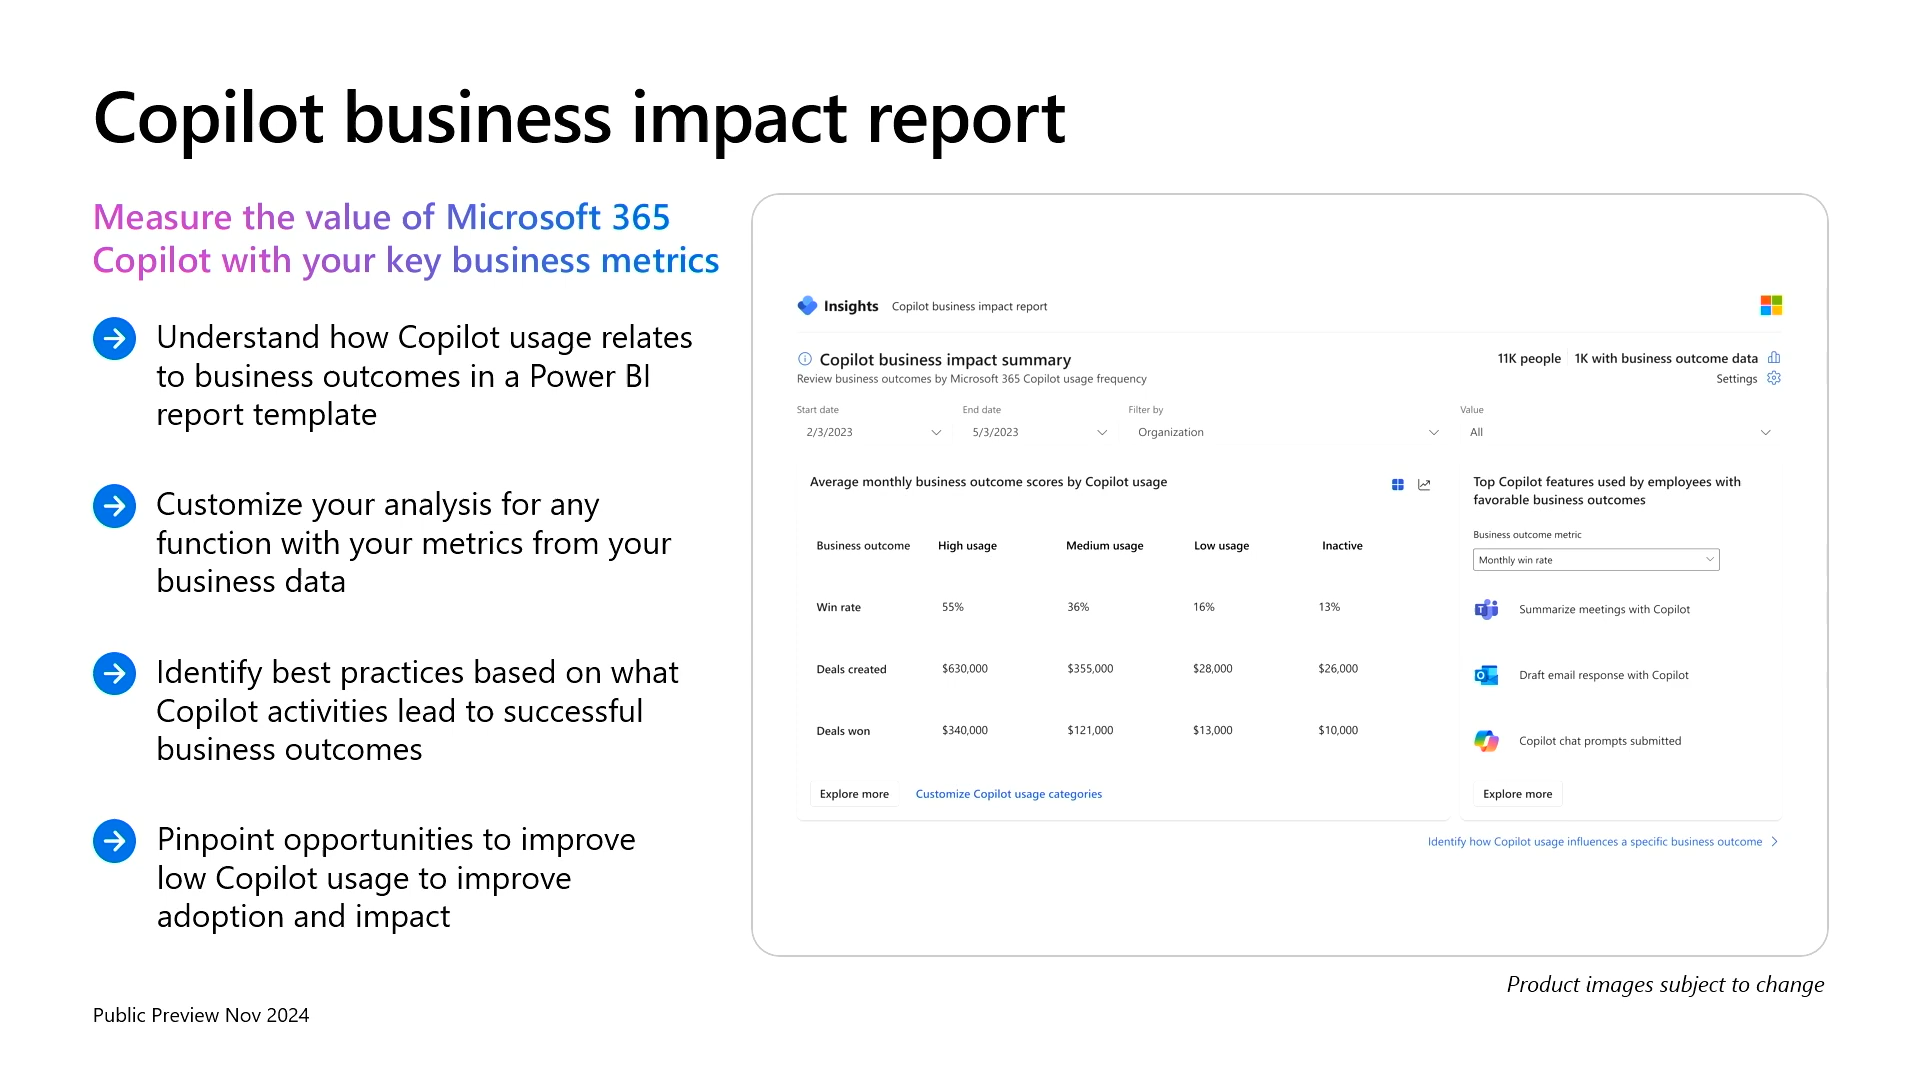 Copilot business impact report
Measure the value of Microsoft 365
Copilot with your key business metrics
Understand how Copilot usage relates
to business outcomes in a Power BI
report template
Customize your analysis for any
function with your metrics from your
business data
Identify best practices based on what
Copilot activities lead to successful
business outcomes
Pinpoint opportunities to improve
low Copilot usage to improve
adoption and impact
Public Preview Nov 2024
Insights Copilot business impact report
Copilot business impact summary
Review business outcomes by Microsoft 365 Copilot usage frequency
11K people 1K with business outcome data
Settings
Start date End date Filter by Value
2/3/2023 5/3/2023 Organization All
Average monthly business outcome scores by Copilot usage
Business outcome High usage Medium usage Low usage Inactive
Win rate 55% 36% 16% 13%
Deals created $630,000 $355,000 $28,000 $26,000
Deals won $340,000 $121,000 $13,000 $10,000
Explore more Customize Copilot usage categories
Top Copilot features used by employees with
favorable business outcomes
Business outcome metric
Monthly win rate
Summarize meetings with Copilot
Draft email response with Copilot
Copilot chat prompts submitted
Explore more
Identify how Copilot usage influences a specific business outcome
Product images subject to change